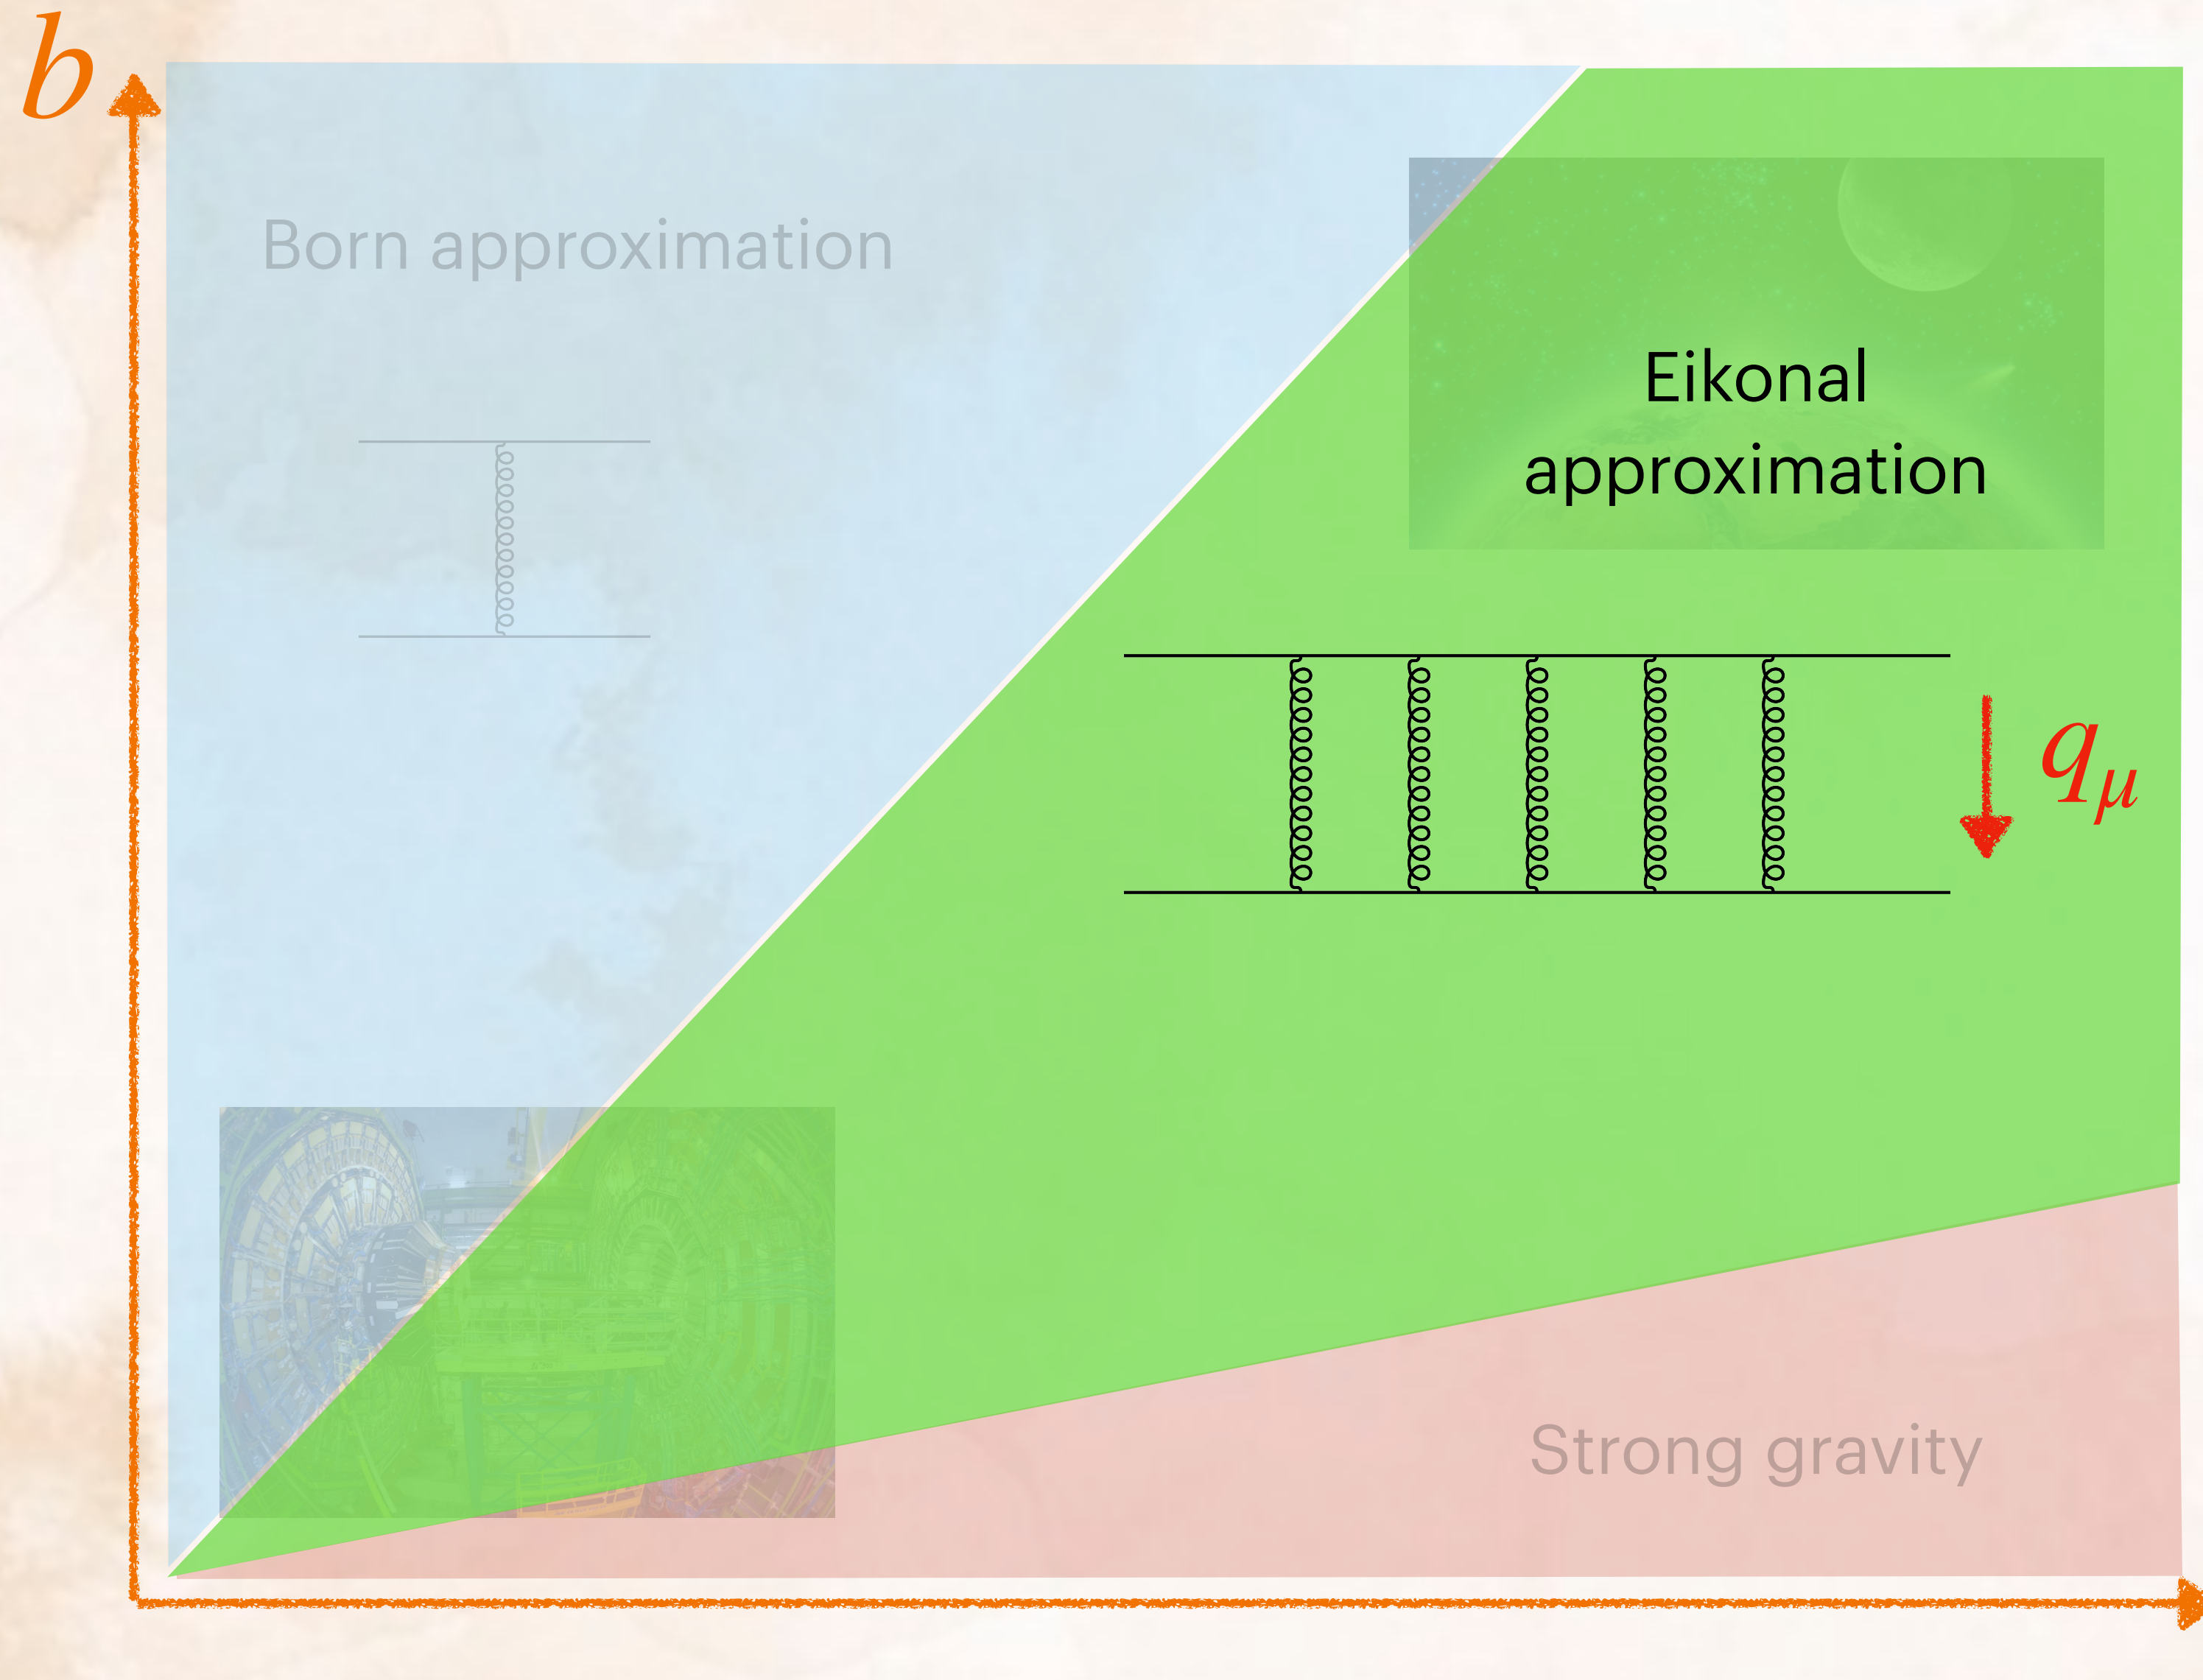 b
Born approximation
Eikonal
approximation
qμ
Strong gravity